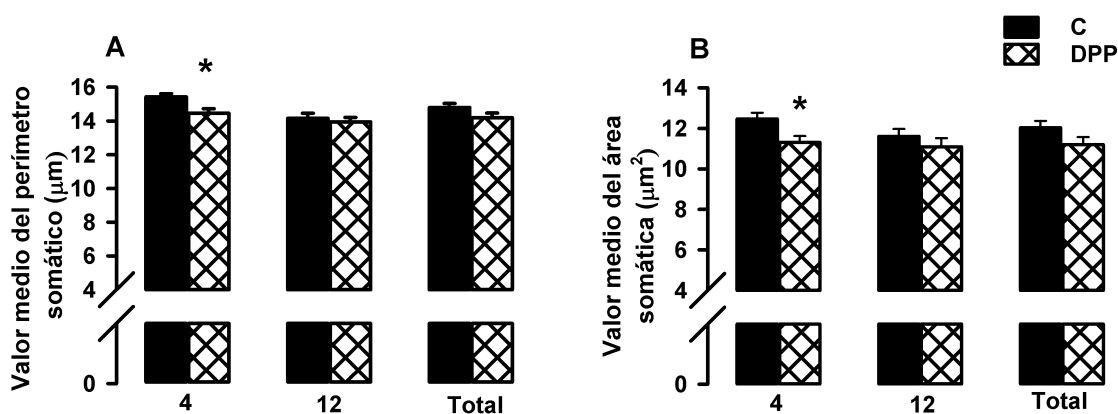 C
DPP
A
*
Valor medio del perímetro
somático (μm)
16
14
16
10
8
6
4
0
4
12
Total
B
*
Valor medio del área
somática (μm²)
14
12
10
8
6
4
0
4
12
Total